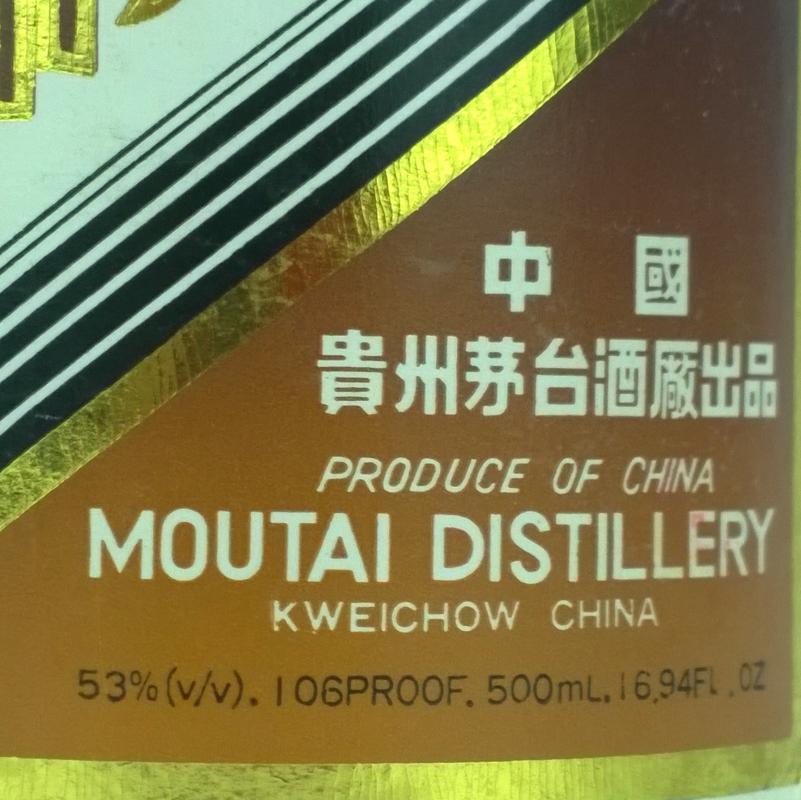 中國
貴州茅台酒廠出品
PRODUCE OF CHINA
MOUTAI DISTILLERY
KWEICHOW CHINA
53%(v/v). 106PROOF. 500mL. 16.94FL.OZ